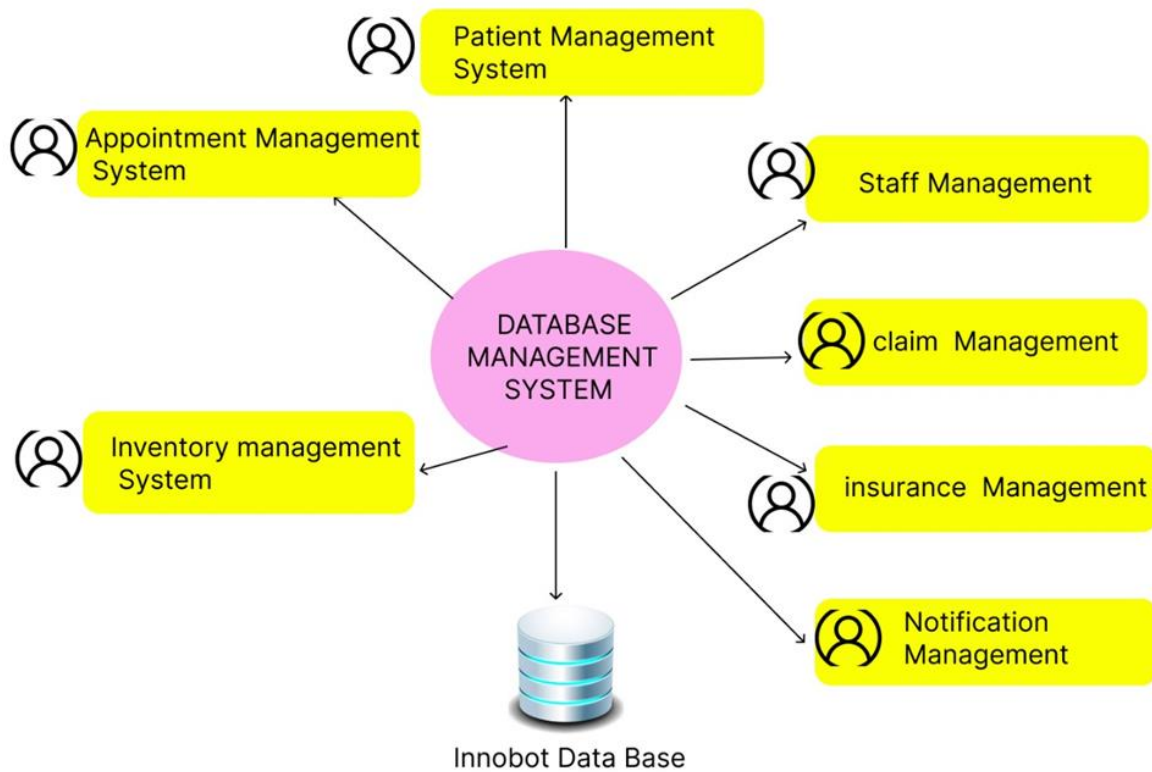 Patient Management
System
Appointment Management
System
Staff Management
DATABASE
MANAGEMENT
SYSTEM
claim  Management
Inventory management
System
insurance  Management
Notification
Management
Innobot Data Base